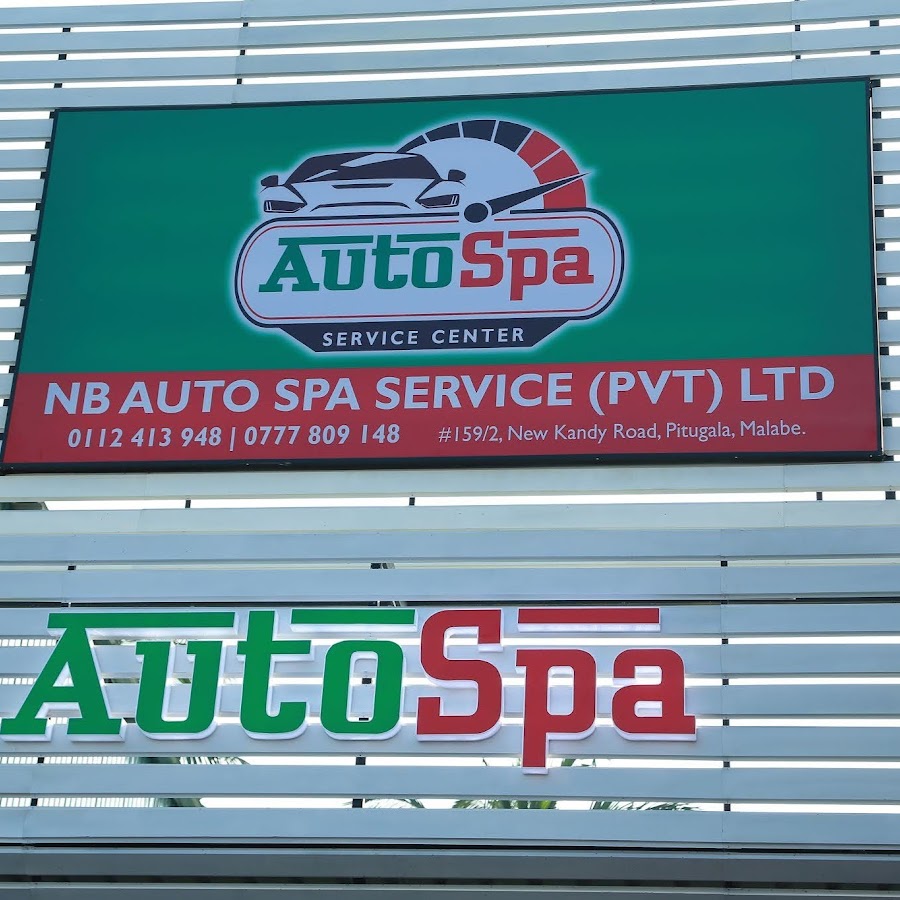 AutoSpa
SERVICE CENTER
NB AUTO SPA SERVICE (PVT) LTD
0112 413 948 | 0777 809 148 #159/2, New Kandy Road, Pitugala, Malabe.
AutoSpa